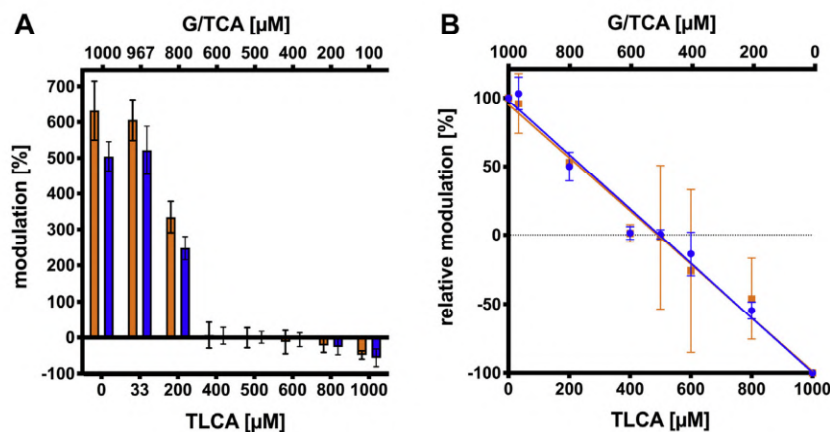 A
G/TCA [µM]
1000 967 800 600 500 400 200 100
modulation [%]
700
600
500
400
300
200
100
0
-100
0 33 200 400 500 600 800 1000
TLCA [µM]
B
G/TCA [µM]
1000 800 600 400 200 0
relative modulation [%]
100
50
0
-50
-100
0 200 400 600 800 1000
TLCA [µM]